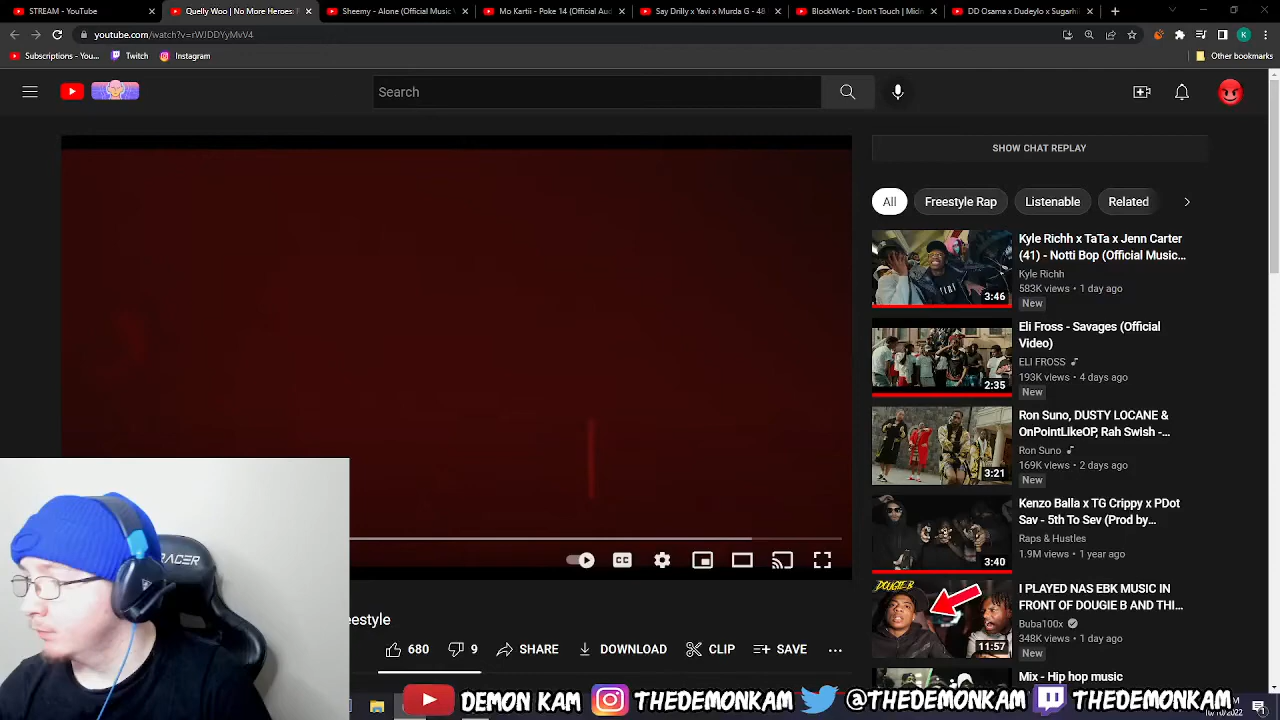 STREAM - YouTube
Quelly Woo | No More Heroes
Sheemy - Alone (Official Music
Mo Kartii - Poke 14 (Official Au
Say Drilly x Yavi x Murda G - 48
BlockWork - Don't Touch | Midn
DD Osama x Dudeylo x Sugarhi
youtube.com/watch?v=rWJDDYyMvV4
K
Subscriptions - You...
Twitch
Instagram
Other bookmarks
Search
SHOW CHAT REPLAY
All
Freestyle Rap
Listenable
Related
Kyle Richh x TaTa x Jenn Carter
(41) - Notti Bop (Official Music...
Kyle Richh
583K views • 1 day ago
New
3:46
Eli Fross - Savages (Official
Video)
ELI FROSS
193K views • 4 days ago
New
2:35
Ron Suno, DUSTY LOCANE &
OnPointLikeOP, Rah Swish -...
Ron Suno
169K views • 2 days ago
New
3:21
Kenzo Balla x TG Crippy x PDot
Sav - 5th To Sev (Prod by...
Raps & Hustles
1.9M views • 1 year ago
3:40
DOUGIE B
I PLAYED NAS EBK MUSIC IN
FRONT OF DOUGIE B AND THI...
Buba100x
348K views • 1 day ago
New
11:57
Mix - Hip hop music
CC
eestyle
680
9
SHARE
DOWNLOAD
CLIP
SAVE
RACER
DEMON KAM
THEDEMONKAM
@THEDEMONKAM
THEDEMONKAM